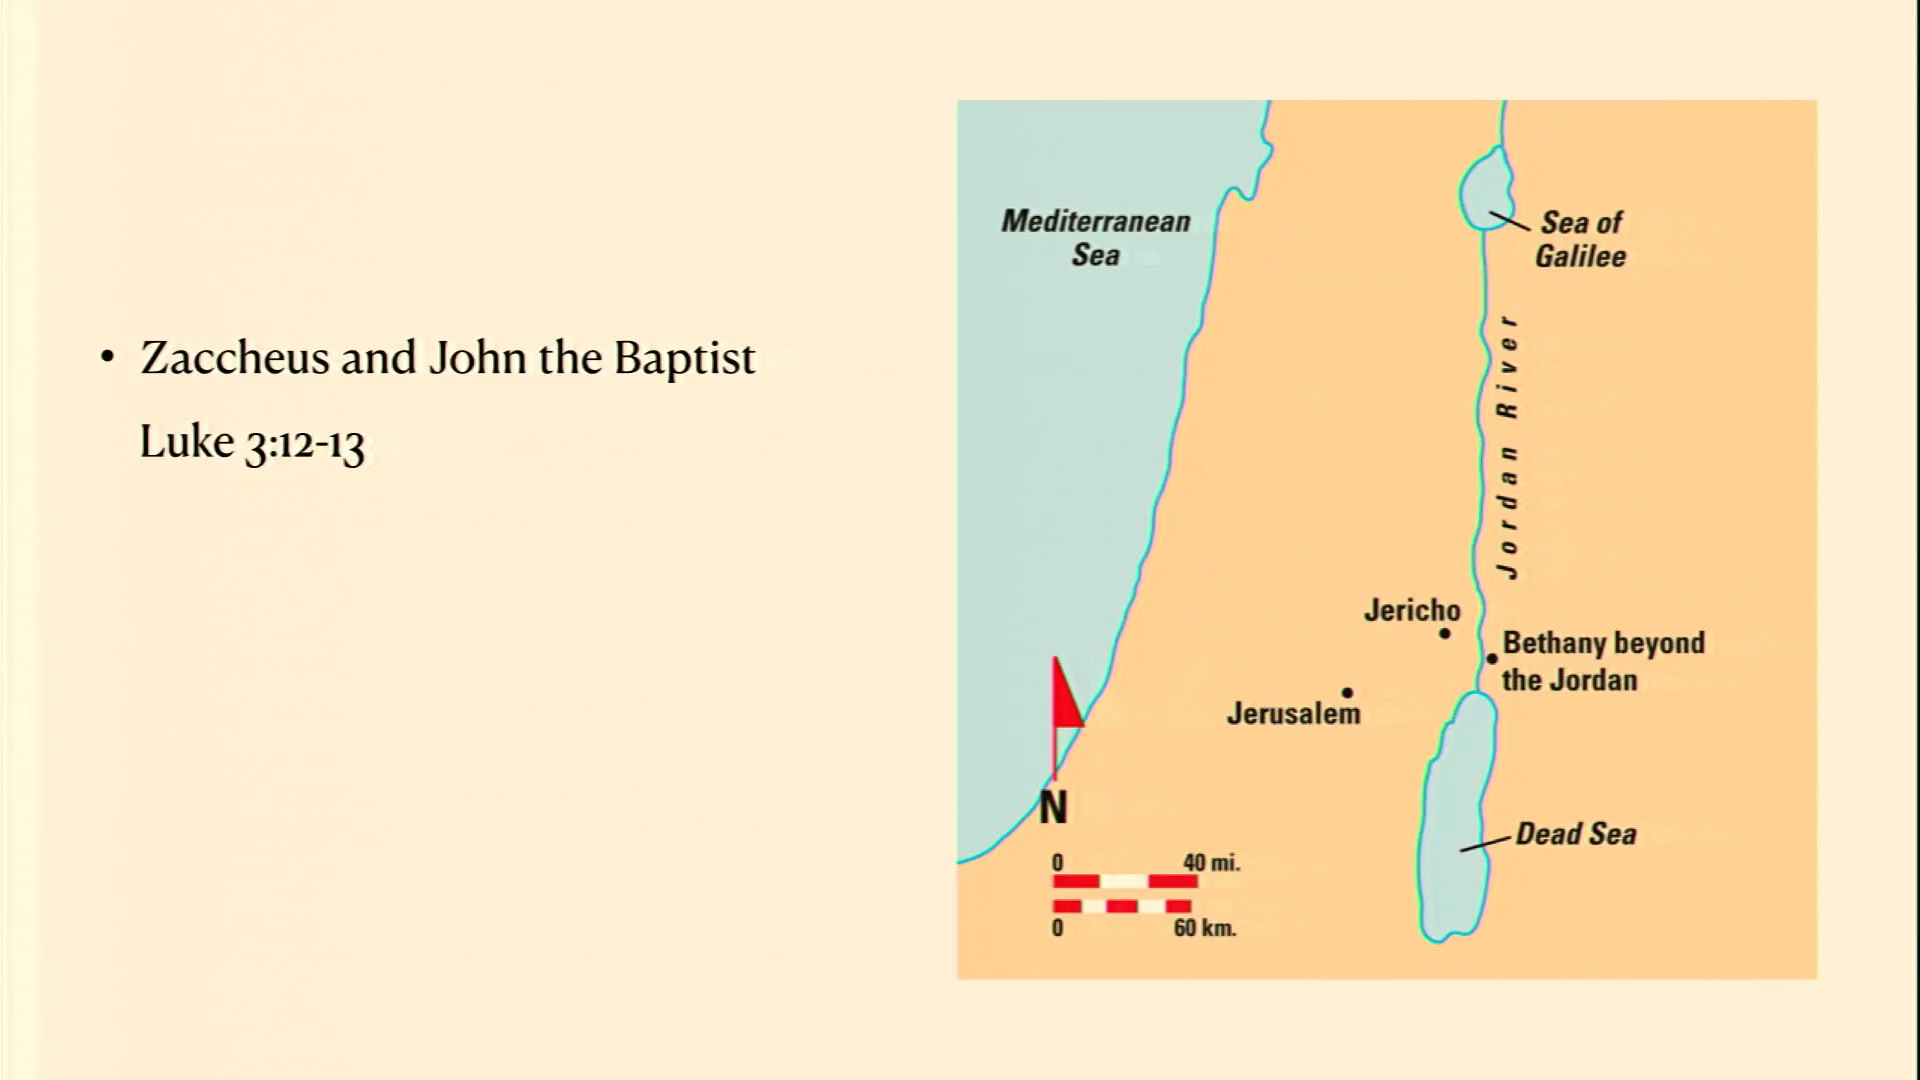 • Zaccheus and John the Baptist
Luke 3:12-13
Mediterranean
Sea
Sea of
Galilee
Jordan River
Jericho
Bethany beyond
the Jordan
Jerusalem
Dead Sea
N
0 40 mi.
0 60 km.